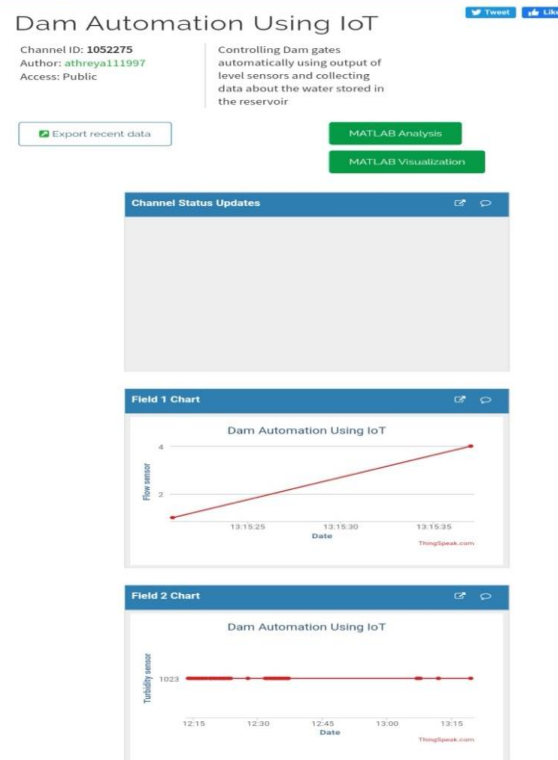 Dam Automation Using IoT
Tweet
Like
Channel ID: 1052275
Author: athreya111997
Access: Public
Controlling Dam gates
automatically using output of
level sensors and collecting
data about the water stored in
the reservoir
Export recent data
MATLAB Analysis
MATLAB Visualization
Channel Status Updates
Field 1 Chart
Dam Automation Using IoT
4
Flow sensor
2
13:15:25 13:15:30 13:15:35
Date
ThingSpeak.com
Field 2 Chart
Dam Automation Using IoT
Turbidity sensor
1023
12:15 12:30 12:45 13:00 13:15
Date
ThingSpeak.com